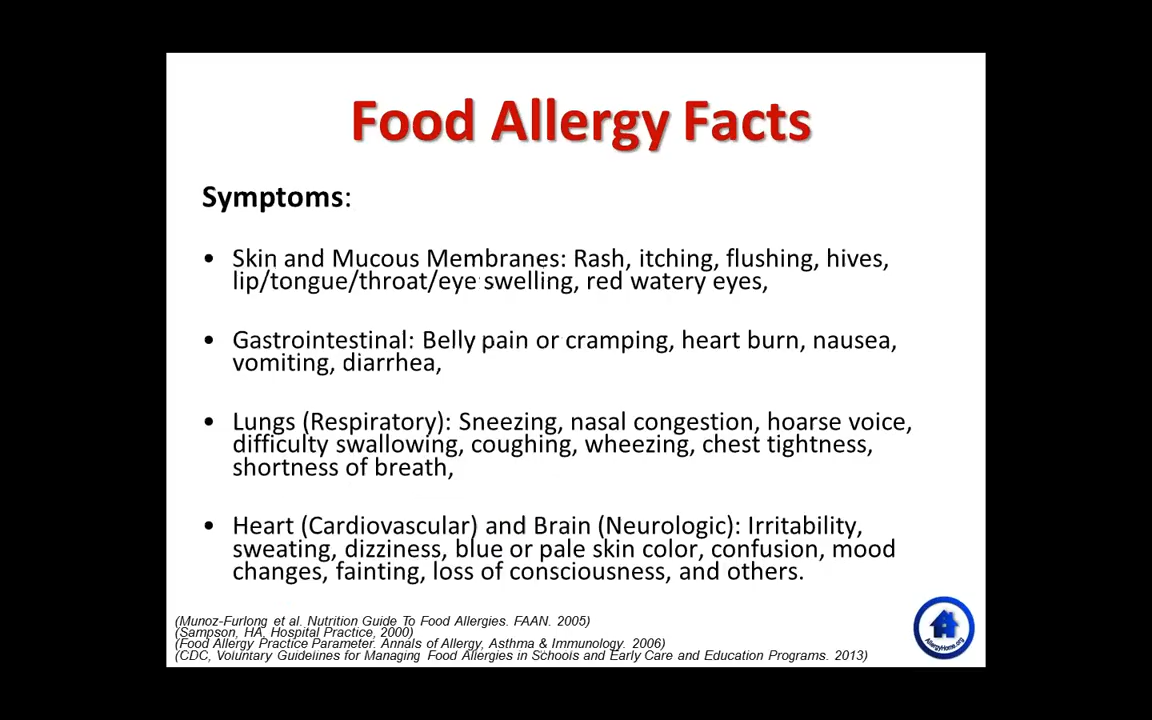 Food Allergy Facts
Symptoms:
• Skin and Mucous Membranes: Rash, itching, flushing, hives,
lip/tongue/throat/eye swelling, red watery eyes,
• Gastrointestinal: Belly pain or cramping, heart burn, nausea,
vomiting, diarrhea,
• Lungs (Respiratory): Sneezing, nasal congestion, hoarse voice,
difficulty swallowing, coughing, wheezing, chest tightness,
shortness of breath,
• Heart (Cardiovascular) and Brain (Neurologic): Irritability,
sweating, dizziness, blue or pale skin color, confusion, mood
changes, fainting, loss of consciousness, and others.
(Munoz-Furlong et al. Nutrition Guide To Food Allergies. FAAN. 2005)
(Sampson, HA, Hospital Practice, 2000)
(Food Allergy Practice Parameter. Annals of Allergy, Asthma & Immunology. 2006)
(CDC, Voluntary Guidelines for Managing Food Allergies in Schools and Early Care and Education Programs. 2013)
AllergyHome.org